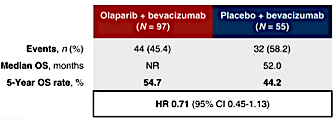 Olaparib + bevacizumab Placebo + bevacizumab
(N = 97) (N = 55)
Events, n (%) 44 (45.4) 32 (58.2)
Median OS, months NR 52.0
5-Year OS rate, % 54.7 44.2
HR 0.71 (95% CI 0.45-1.13)